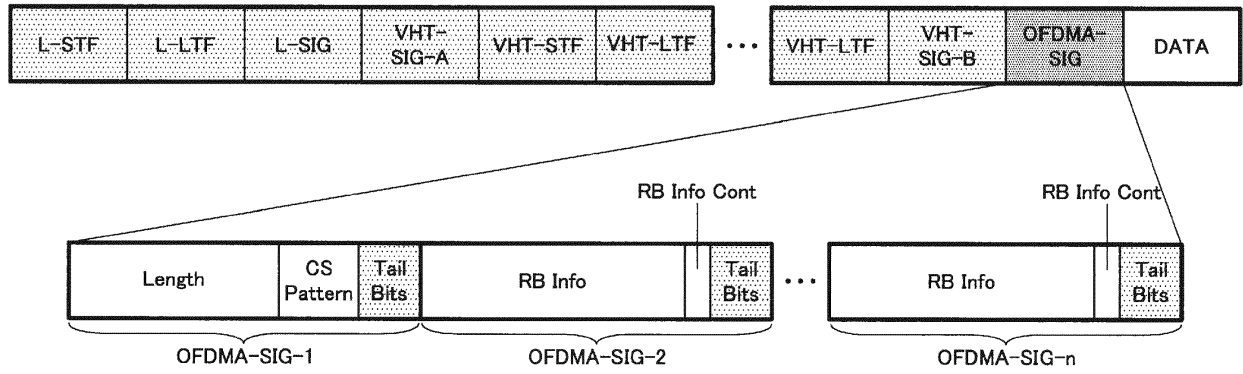 L-STF L-LTF L-SIG VHT-SIG-A VHT-STF VHT-LTF ··· VHT-LTF VHT-SIG-B OFDMA-SIG DATA
RB Info Cont RB Info Cont
Length CS Pattern Tail Bits RB Info Tail Bits ··· RB Info Tail Bits
OFDMA-SIG-1 OFDMA-SIG-2 OFDMA-SIG-n